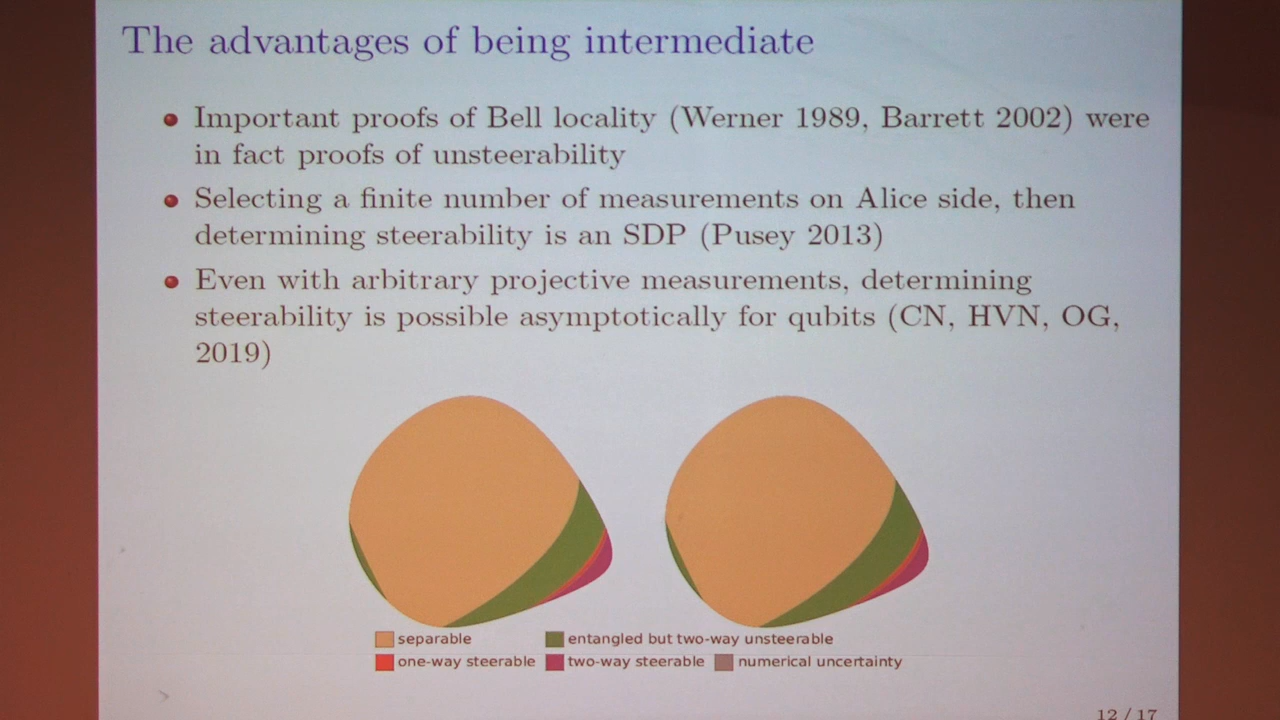 The advantages of being intermediate
Important proofs of Bell locality (Werner 1989, Barrett 2002) were
in fact proofs of unsteerability
Selecting a finite number of measurements on Alice side, then
determining steerability is an SDP (Pusey 2013)
Even with arbitrary projective measurements, determining
steerability is possible asymptotically for qubits (CN, HVN, OG,
2019)
separable
entangled but two-way unsteerable
one-way steerable
two-way steerable
numerical uncertainty
12 / 17